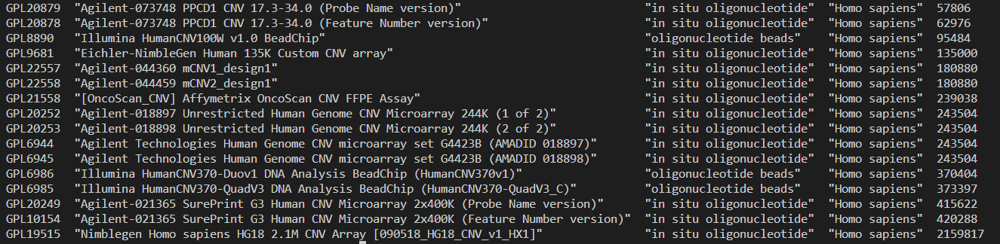 GPL20879 "Agilent-073748 PPCD1 CNV 17.3-34.0 (Probe Name version)" "in situ oligonucleotide" "Homo sapiens" 57806
GPL20878 "Agilent-073748 PPCD1 CNV 17.3-34.0 (Feature Number version)" "in situ oligonucleotide" "Homo sapiens" 62976
GPL8890 "Illumina HumanCNV100W v1.0 BeadChip" "oligonucleotide beads" "Homo sapiens" 95484
GPL9681 "Eichler-NimbleGen Human 135K Custom CNV array" "in situ oligonucleotide" "Homo sapiens" 135000
GPL22557 "Agilent-044360 mCNV1_design1" "in situ oligonucleotide" "Homo sapiens" 180880
GPL22558 "Agilent-044459 mCNV2_design1" "in situ oligonucleotide" "Homo sapiens" 180880
GPL21558 "[OncoScan_CNV] Affymetrix OncoScan CNV FFPE Assay" "in situ oligonucleotide" "Homo sapiens" 239038
GPL20252 "Agilent-018897 Unrestricted Human Genome CNV Microarray 244K (1 of 2)" "in situ oligonucleotide" "Homo sapiens" 243504
GPL20253 "Agilent-018898 Unrestricted Human Genome CNV Microarray 244K (2 of 2)" "in situ oligonucleotide" "Homo sapiens" 243504
GPL6944 "Agilent Technologies Human Genome CNV microarray set G4423B (AMADID 018897)" "in situ oligonucleotide" "Homo sapiens" 243504
GPL6945 "Agilent Technologies Human Genome CNV microarray set G4423B (AMADID 018898)" "in situ oligonucleotide" "Homo sapiens" 243504
GPL6986 "Illumina HumanCNV370-Duov1 DNA Analysis BeadChip (HumanCNV370v1)" "oligonucleotide beads" "Homo sapiens" 370404
GPL6985 "Illumina HumanCNV370-QuadV3 DNA Analysis BeadChip (HumanCNV370-QuadV3_C)" "oligonucleotide beads" "Homo sapiens" 373397
GPL20249 "Agilent-021365 SurePrint G3 Human CNV Microarray 2x400K (Probe Name version)" "in situ oligonucleotide" "Homo sapiens" 415622
GPL10154 "Agilent-021365 SurePrint G3 Human CNV Microarray 2x400K (Feature Number version)" "in situ oligonucleotide" "Homo sapiens" 420288
GPL19515 "Nimblegen Homo sapiens HG18 2.1M CNV Array [090518_HG18_CNV_v1_HX1]" "in situ oligonucleotide" "Homo sapiens" 2159817